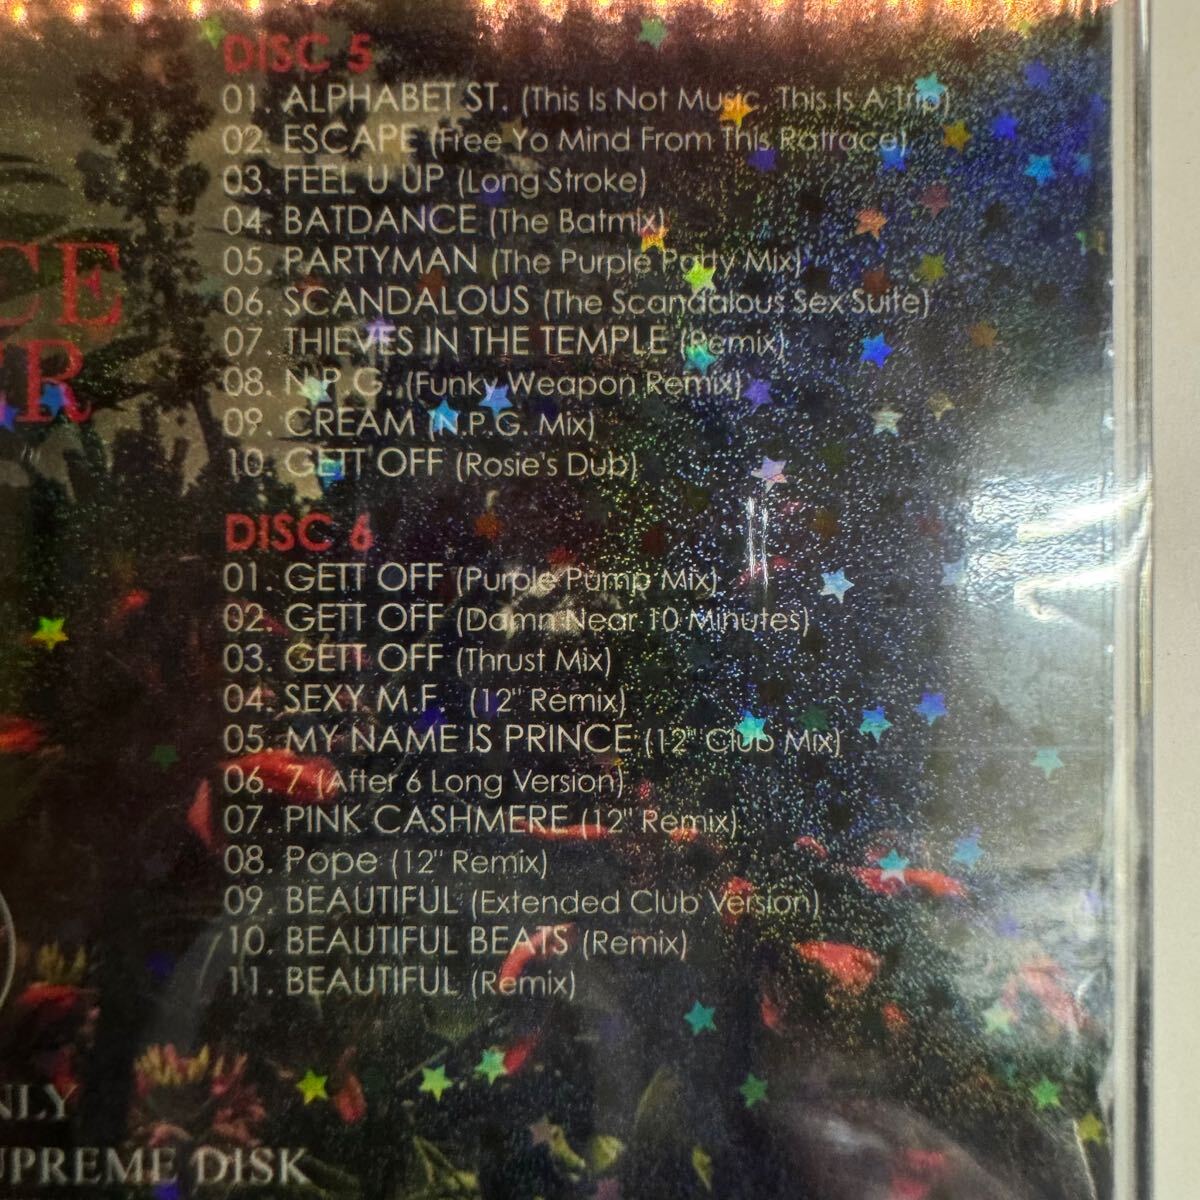 CE
ER
DISC 5
01. ALPHABET ST. (This Is Not Music, This Is A Trip)
02. ESCAPE (Free Yo Mind From This Ratrace)
03. FEEL U UP (Long Stroke)
04. BATDANCE (The Batmix)
05. PARTYMAN (The Purple Party Mix)
06. SCANDALOUS (The Scandalous Sex Suite)
07. THIEVES IN THE TEMPLE (Remix)
08. N.P.G. (Funky Weapon Remix)
09. CREAM (N.P.G. Mix)
10. GETT OFF (Rosie's Dub)
DISC 6
01. GETT OFF (Purple Pump Mix)
02. GETT OFF (Damn Near 10 Minutes)
03. GETT OFF (Thrust Mix)
04. SEXY M.F. (12" Remix)
05. MY NAME IS PRINCE (12" Club Mix)
06. 7 (After 6 Long Version)
07. PINK CASHMERE (12" Remix)
08. Pope (12" Remix)
09. BEAUTIFUL (Extended Club Version)
10. BEAUTIFUL BEATS (Remix)
11. BEAUTIFUL (Remix)
NLY
UPREME DISK